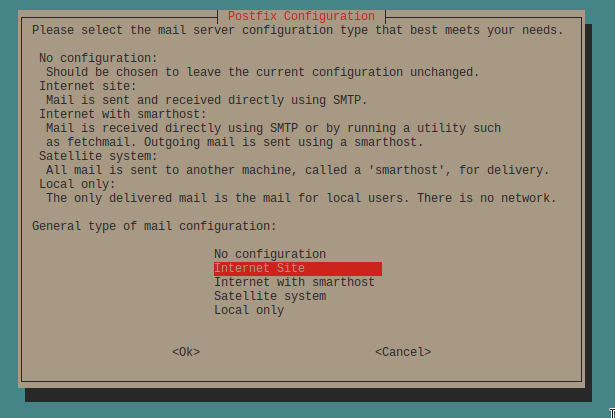 Postfix Configuration
Please select the mail server configuration type that best meets your needs.
No configuration:
Should be chosen to leave the current configuration unchanged.
Internet site:
Mail is sent and received directly using SMTP.
Internet with smarthost:
Mail is received directly using SMTP or by running a utility such
as fetchmail. Outgoing mail is sent using a smarthost.
Satellite system:
All mail is sent to another machine, called a 'smarthost', for delivery.
Local only:
The only delivered mail is the mail for local users. There is no network.
General type of mail configuration:
No configuration
Internet Site
Internet with smarthost
Satellite system
Local only
<Ok> <Cancel>